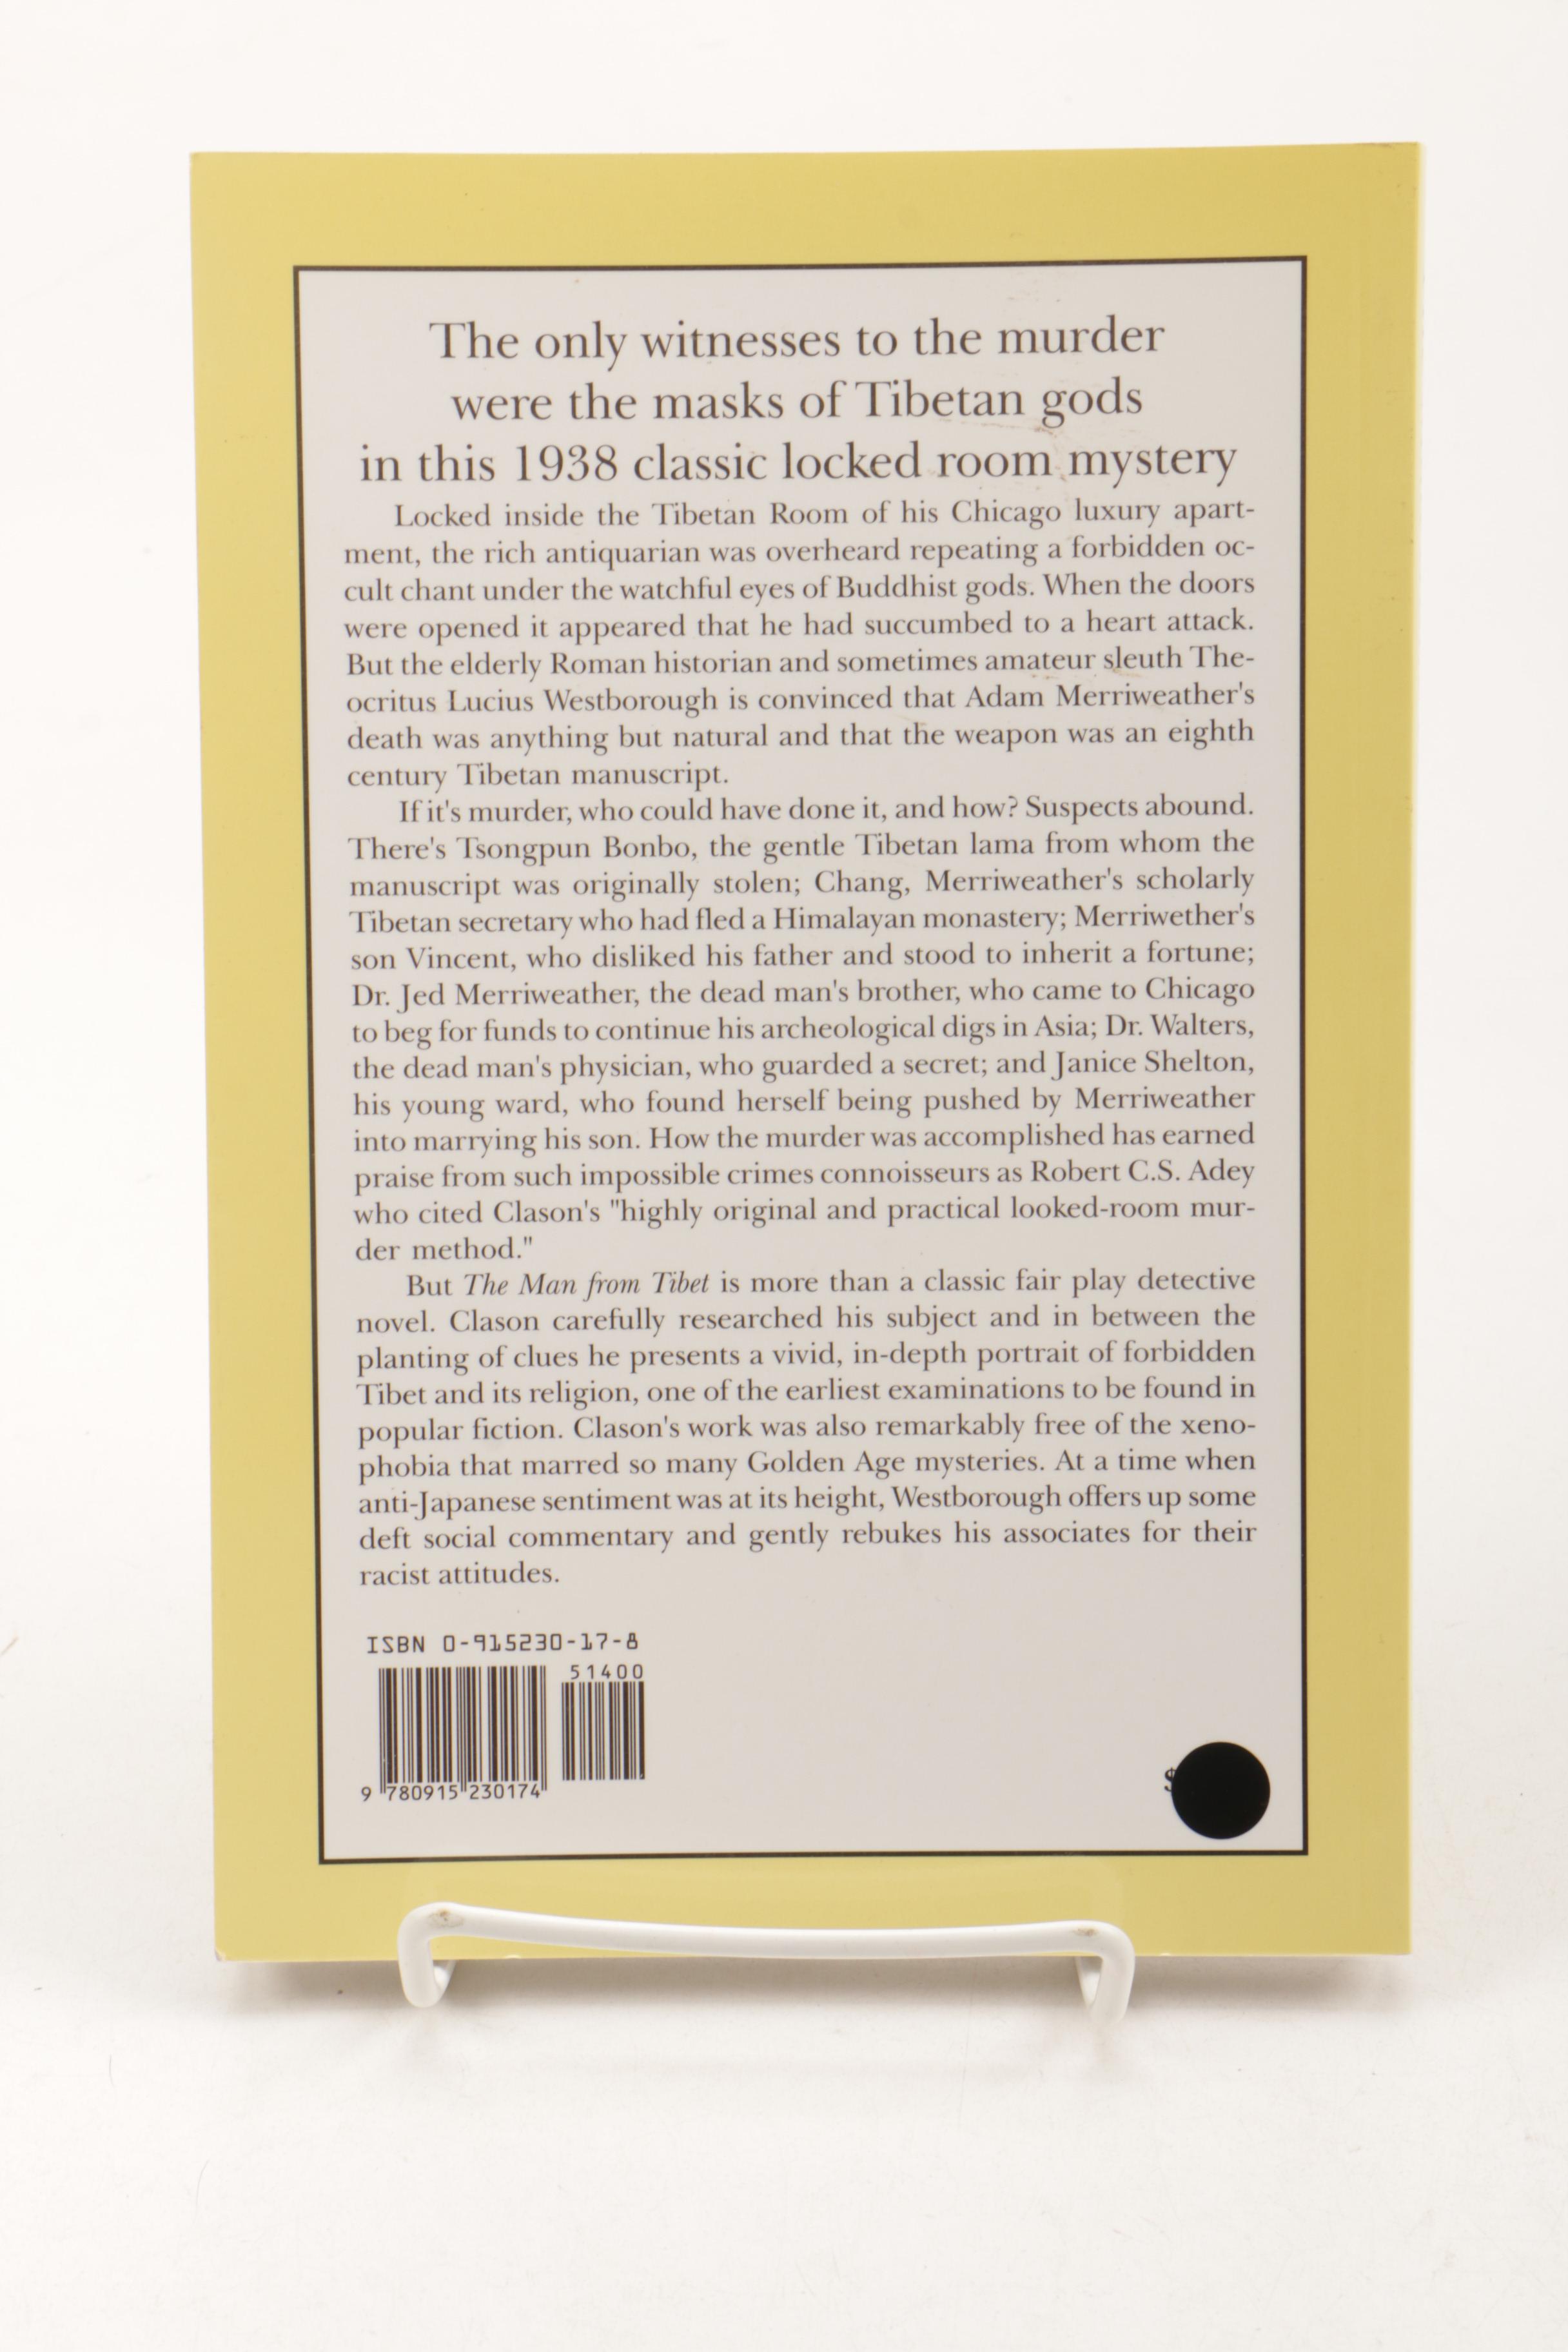 The only witnesses to the murder
were the masks of Tibetan gods
in this 1938 classic locked room mystery
Locked inside the Tibetan Room of his Chicago luxury apart-
ment, the rich antiquarian was overheard repeating a forbidden oc-
cult chant under the watchful eyes of Buddhist gods. When the doors
were opened it appeared that he had succumbed to a heart attack.
But the elderly Roman historian and sometimes amateur sleuth The-
ocritus Lucius Westborough is convinced that Adam Merriweather's
death was anything but natural and that the weapon was an eighth
century Tibetan manuscript.
If it's murder, who could have done it, and how? Suspects abound.
There's Tsongpun Bonbo, the gentle Tibetan lama from whom the
manuscript was originally stolen; Chang, Merriweather's scholarly
Tibetan secretary who had fled a Himalayan monastery; Merriwether's
son Vincent, who disliked his father and stood to inherit a fortune;
Dr. Jed Merriweather, the dead man's brother, who came to Chicago
to beg for funds to continue his archeological digs in Asia; Dr. Walters,
the dead man's physician, who guarded a secret; and Janice Shelton,
his young ward, who found herself being pushed by Merriweather
into marrying his son. How the murder was accomplished has earned
praise from such impossible crimes connoisseurs as Robert C.S. Adey
who cited Clason's "highly original and practical looked-room mur-
der method."
But The Man from Tibet is more than a classic fair play detective
novel. Clason carefully researched his subject and in between the
planting of clues he presents a vivid, in-depth portrait of forbidden
Tibet and its religion, one of the earliest examinations to be found in
popular fiction. Clason's work was also remarkably free of the xeno-
phobia that marred so many Golden Age mysteries. At a time when
anti-Japanese sentiment was at its height, Westborough offers up some
deft social commentary and gently rebukes his associates for their
racist attitudes.
ISBN 0-915230-17-8
51400
9 780915 230174
$